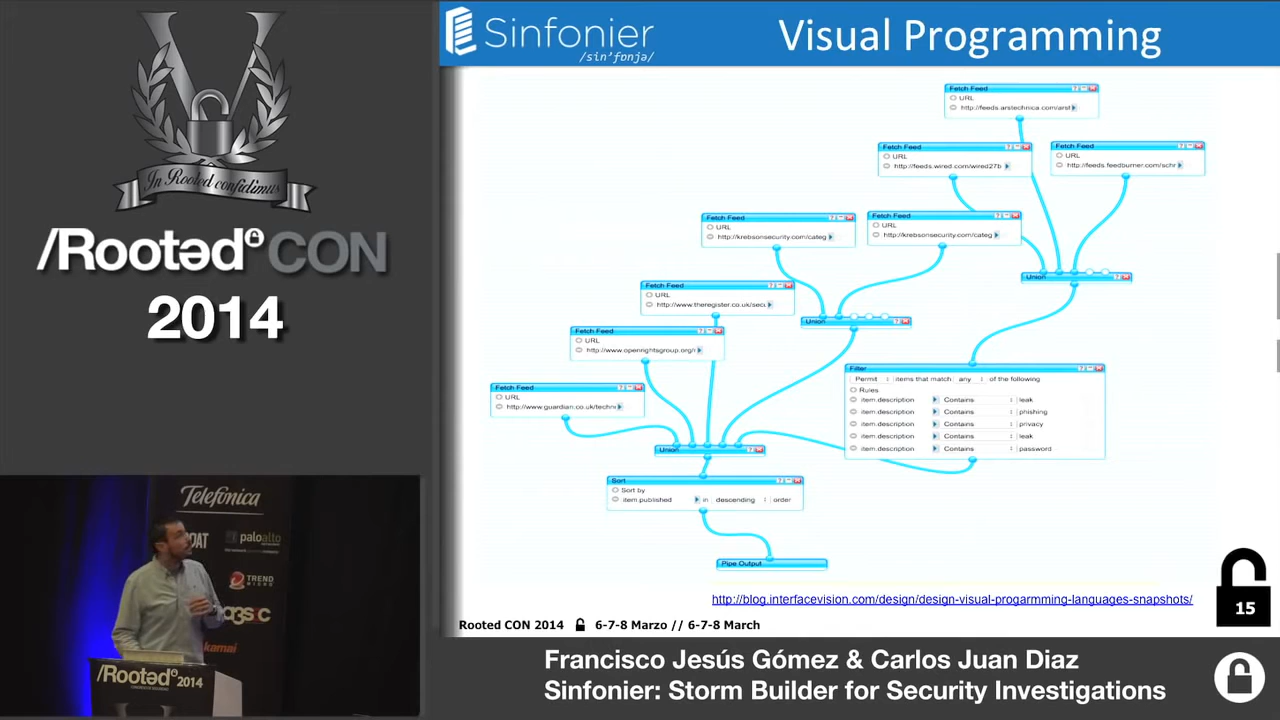 In Rooted confidimus
/RootedCON
2014
Sinfonier
/sin'fonja/
Visual Programming
Fetch Feed
URL
http://feeds.arstechnica.com/arst
Fetch Feed
URL
http://feeds.wired.com/wired27b
Fetch Feed
URL
http://feeds.feedburner.com/schr
Fetch Feed
URL
http://krebsonsecurity.com/categ
Fetch Feed
URL
http://krebsonsecurity.com/categ
Union
Fetch Feed
URL
http://www.theregister.co.uk/secu
Union
Fetch Feed
URL
http://www.openrightsgroup.org/r
Filter
Permit items that match any of the following
Rules
item.description Contains leak
item.description Contains phishing
item.description Contains privacy
item.description Contains leak
item.description Contains password
Fetch Feed
URL
http://www.guardian.co.uk/techn
Union
Sort
Sort by
item published in descending order
Pipe Output
http://blog.interfacevision.com/design/design-visual-progarmming-languages-snapshots/
15
Rooted CON 2014 6-7-8 Marzo // 6-7-8 March
Telefónica
paloalto
TREND
MICRO
/Rooted 2014
Francisco Jesús Gómez & Carlos Juan Diaz
Sinfonier: Storm Builder for Security Investigations